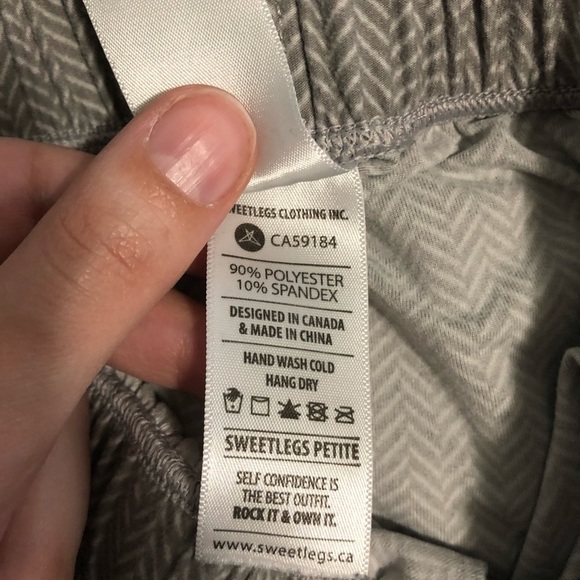 WEETLEGS CLOTHING INC.
CA59184
90% POLYESTER
10% SPANDEX
DESIGNED IN CANADA
& MADE IN CHINA
HAND WASH COLD
HANG DRY
SWEETLEGS PETITE
SELF CONFIDENCE IS
THE BEST OUTFIT.
ROCK IT & OWN IT.
www.sweetlegs.ca